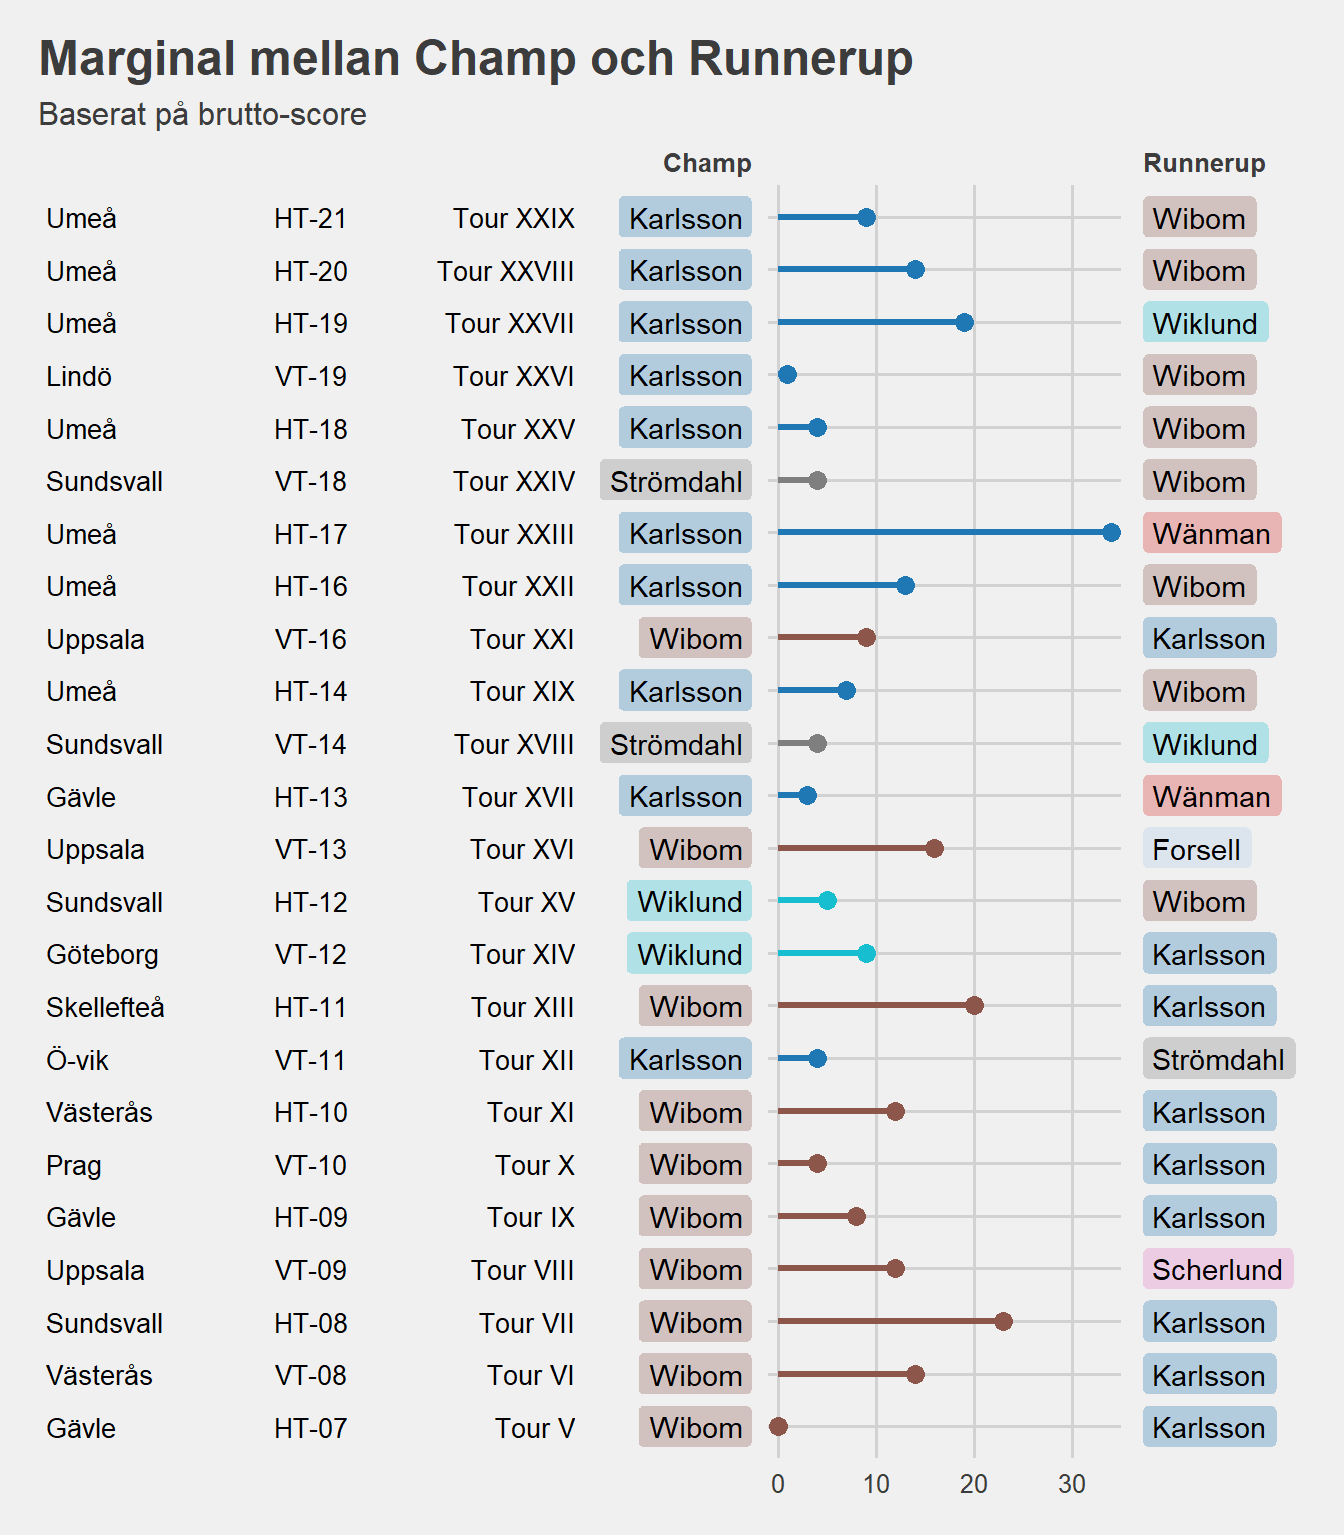 Marginal mellan Champ och Runnerup
Baserat på brutto-score
Champ Runnerup
Umeå HT-21 Tour XXIX Karlsson Wibom
Umeå HT-20 Tour XXVIII Karlsson Wibom
Umeå HT-19 Tour XXVII Karlsson Wiklund
Lindö VT-19 Tour XXVI Karlsson Wibom
Umeå HT-18 Tour XXV Karlsson Wibom
Sundsvall VT-18 Tour XXIV Strömdahl Wibom
Umeå HT-17 Tour XXIII Karlsson Wänman
Umeå HT-16 Tour XXII Karlsson Wibom
Uppsala VT-16 Tour XXI Wibom Karlsson
Umeå HT-14 Tour XIX Karlsson Wibom
Sundsvall VT-14 Tour XVIII Strömdahl Wiklund
Gävle HT-13 Tour XVII Karlsson Wänman
Uppsala VT-13 Tour XVI Wibom Forsell
Sundsvall HT-12 Tour XV Wiklund Wibom
Göteborg VT-12 Tour XIV Wiklund Karlsson
Skellefteå HT-11 Tour XIII Wibom Karlsson
Ö-vik VT-11 Tour XII Karlsson Strömdahl
Västerås HT-10 Tour XI Wibom Karlsson
Prag VT-10 Tour X Wibom Karlsson
Gävle HT-09 Tour IX Wibom Karlsson
Uppsala VT-09 Tour VIII Wibom Scherlund
Sundsvall HT-08 Tour VII Wibom Karlsson
Västerås VT-08 Tour VI Wibom Karlsson
Gävle HT-07 Tour V Wibom Karlsson
0 10 20 30